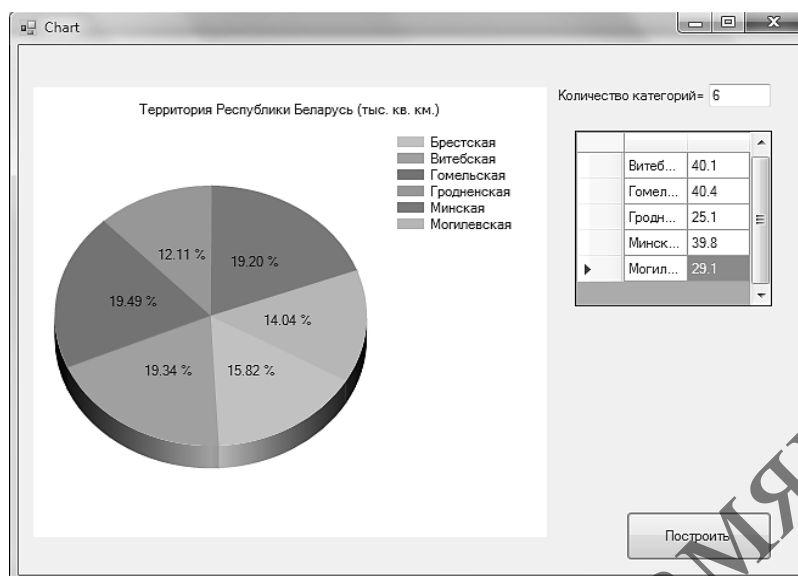 Chart
Количество категорий= 6
Территория Республики Беларусь (тыс. кв. км.)
Брестская
Витебская
Гомельская
Гродненская
Минская
Могилевская
12.11 %
19.20 %
19.49 %
14.04 %
19.34 %
15.82 %
Витеб... 40.1
Гомел... 40.4
Гродн... 25.1
Минск... 39.8
Могил... 29.1
Построить